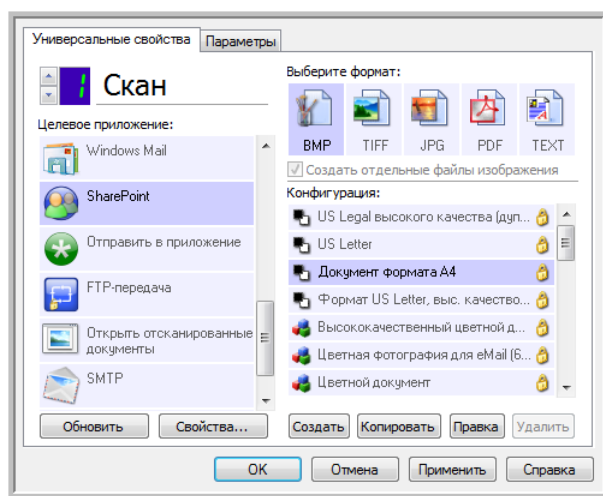 Универсальные свойства
Параметры
1 Скан
Целевое приложение:
Windows Mail
SharePoint
Отправить в приложение
FTP-передача
Открыть отсканированные
документы
SMTP
Обновить
Свойства...
Выберите формат:
BMP
TIFF
JPG
PDF
TEXT
Создать отдельные файлы изображения
Конфигурация:
US Legal высокого качества (дуп...
US Letter
Документ формата A4
Формат US Letter, выс. качество...
Высококачественный цветной д...
Цветная фотография для eMail (6...
Цветной документ
Создать
Копировать
Правка
Удалить
OK
Отмена
Применить
Справка